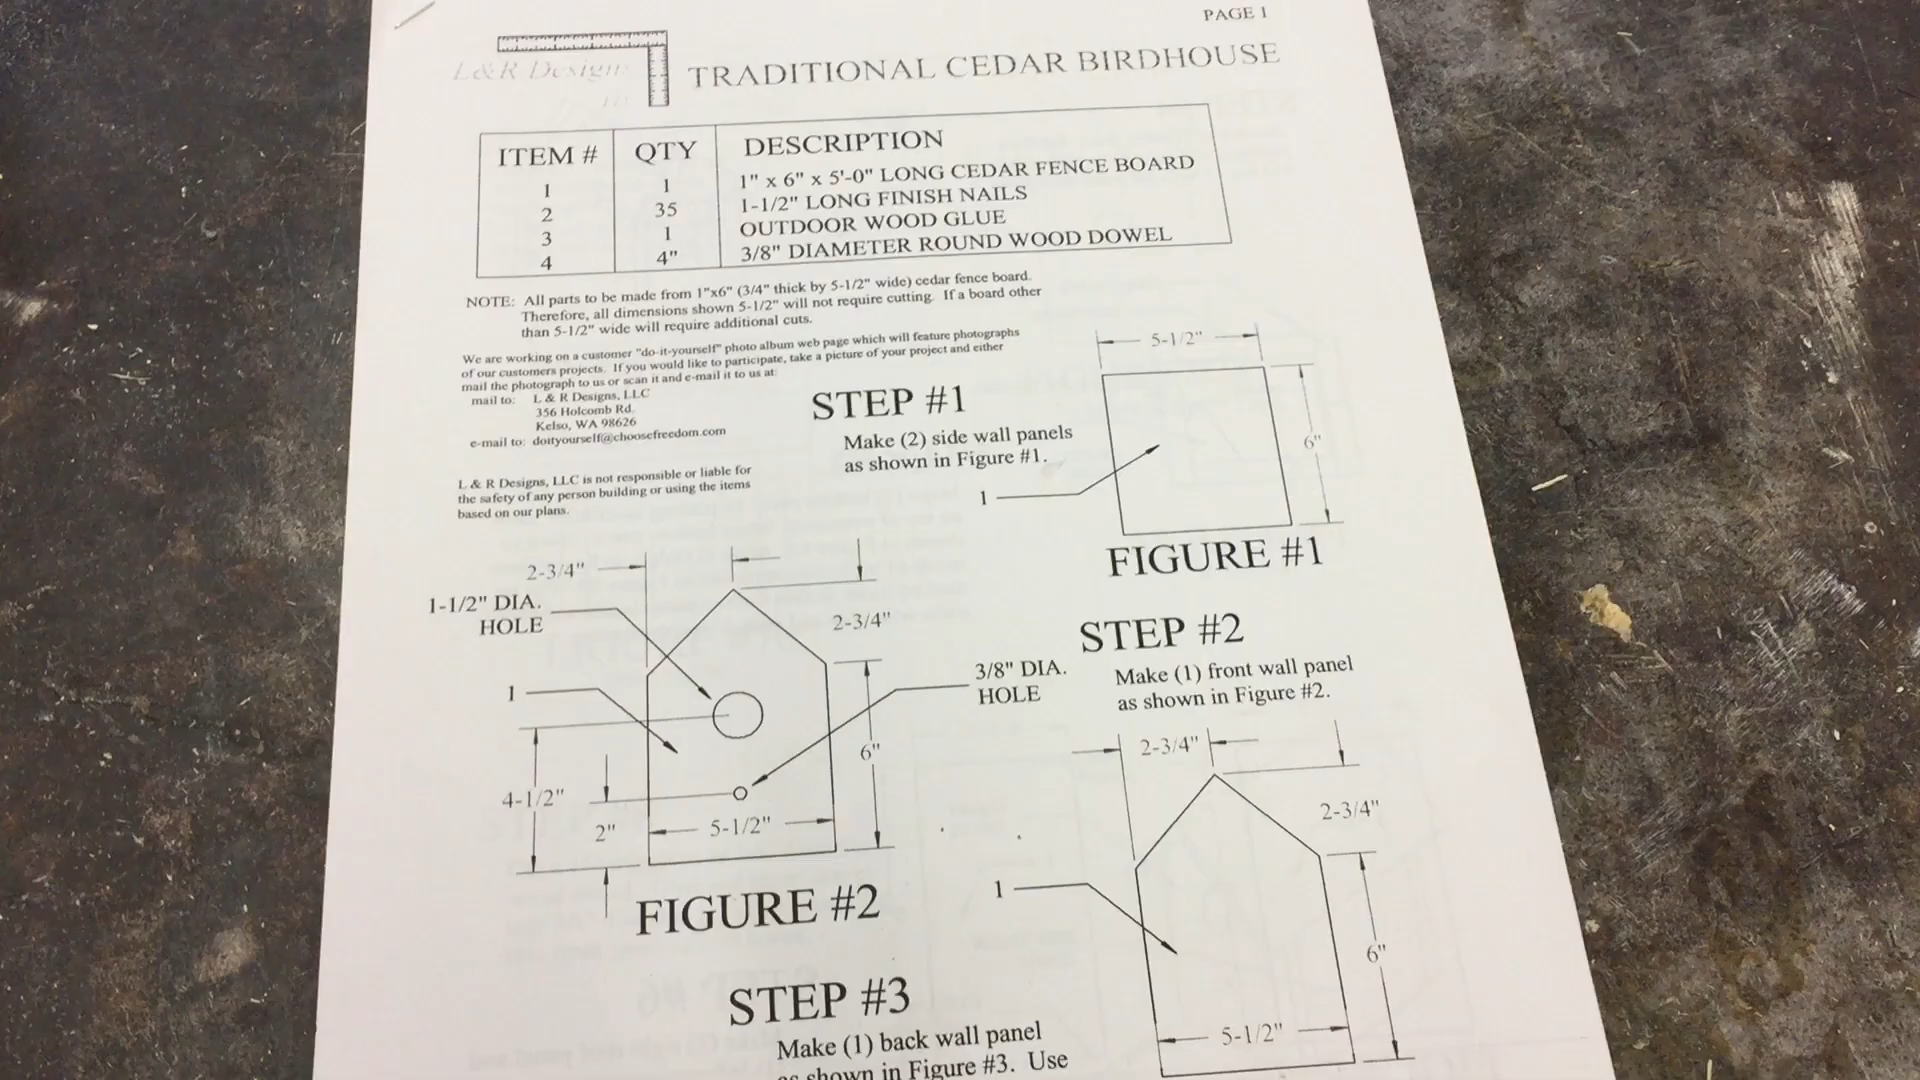 PAGE 1
L&R Designs
TRADITIONAL CEDAR BIRDHOUSE
ITEM # QTY DESCRIPTION
1 1 1" x 6" x 5'-0" LONG CEDAR FENCE BOARD
2 35 1-1/2" LONG FINISH NAILS
3 1 OUTDOOR WOOD GLUE
4 4" 3/8" DIAMETER ROUND WOOD DOWEL
NOTE: All parts to be made from 1"x6" (3/4" thick by 5-1/2" wide) cedar fence board.
Therefore, all dimensions shown 5-1/2" will not require cutting. If a board other
than 5-1/2" wide will require additional cuts.
We are working on a customer "do-it-yourself" photo album web page which will feature photographs
of our customers projects. If you would like to participate, take a picture of your project and either
mail the photograph to us or scan it and e-mail it to us at:
mail to: L & R Designs, LLC
356 Holcomb Rd.
Kelso, WA 98626
e-mail to: doityourself@choosefreedom.com
L & R Designs, LLC is not responsible or liable for
the safety of any person building or using the items
based on our plans.
STEP #1
Make (2) side wall panels
as shown in Figure #1.
5-1/2"
6"
1
FIGURE #1
2-3/4"
1-1/2" DIA.
HOLE
2-3/4"
1
3/8" DIA.
HOLE
6"
4-1/2"
2"
5-1/2"
FIGURE #2
STEP #2
Make (1) front wall panel
as shown in Figure #2.
2-3/4"
2-3/4"
1
6"
5-1/2"
STEP #3
Make (1) back wall panel
as shown in Figure #3. Use